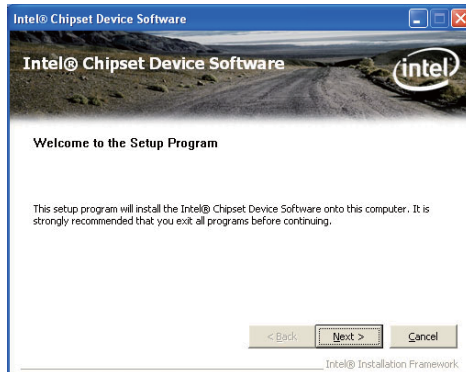 Intel® Chipset Device Software
Intel® Chipset Device Software
intel
Welcome to the Setup Program
This setup program will install the Intel® Chipset Device Software onto this computer. It is
strongly recommended that you exit all programs before continuing.
< Back Next > Cancel
Intel® Installation Framework